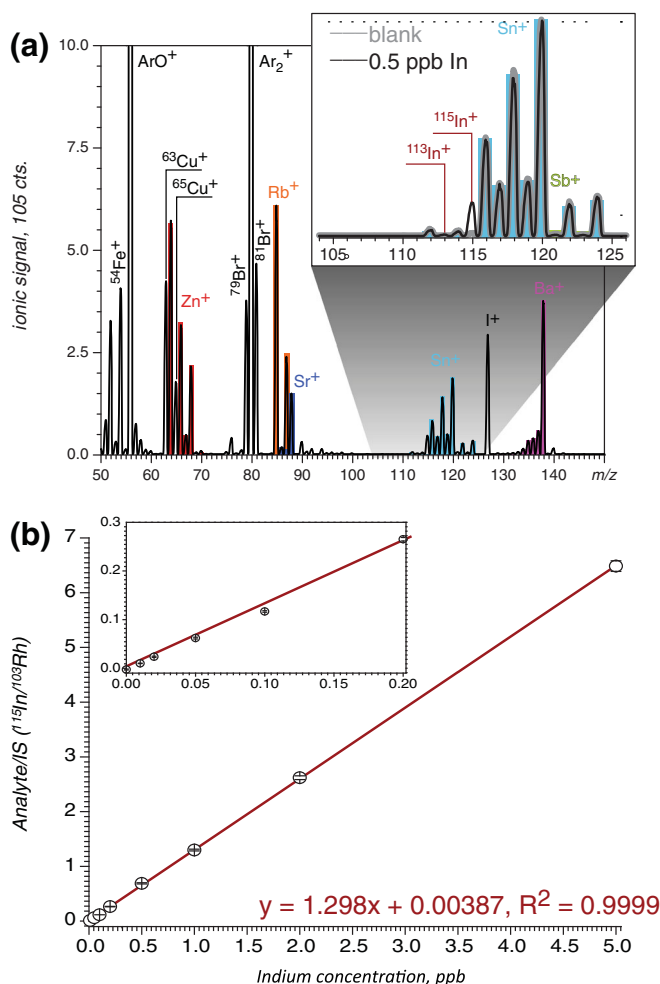 (a)
ionic signal, 105 cts.
10.0
7.5
5.0
2.5
0.0
50
60
70
80
90
100
110
120
130
140
m/z
ArO+
Ar2+
54Fe+
63Cu+
65Cu+
Zn+
79Br+
81Br+
Rb+
Sr+
I+
blank
0.5 ppb In
115In+
113In+
Sn+
Sb+
105
110
115
120
125
(b)
Analyte/IS (115In/103Rh)
7
6
5
4
3
2
1
0
0.3
0.2
0.1
0.0
0.00
0.05
0.10
0.15
0.20
y = 1.298x + 0.00387, R2 = 0.9999
0.0
0.5
1.0
1.5
2.0
2.5
3.0
3.5
4.0
4.5
5.0
Indium concentration, ppb